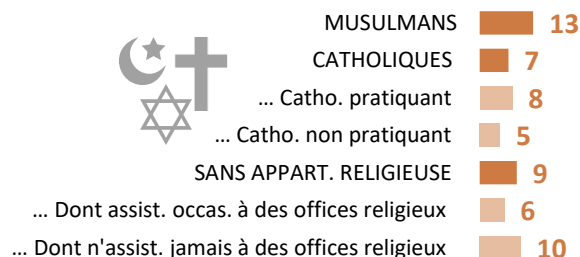 MUSULMANS 13
CATHOLIQUES 7
... Catho. pratiquant 8
... Catho. non pratiquant 5
SANS APPART. RELIGIEUSE 9
... Dont assist. occas. à des offices religieux 6
... Dont n'assist. jamais à des offices religieux 10